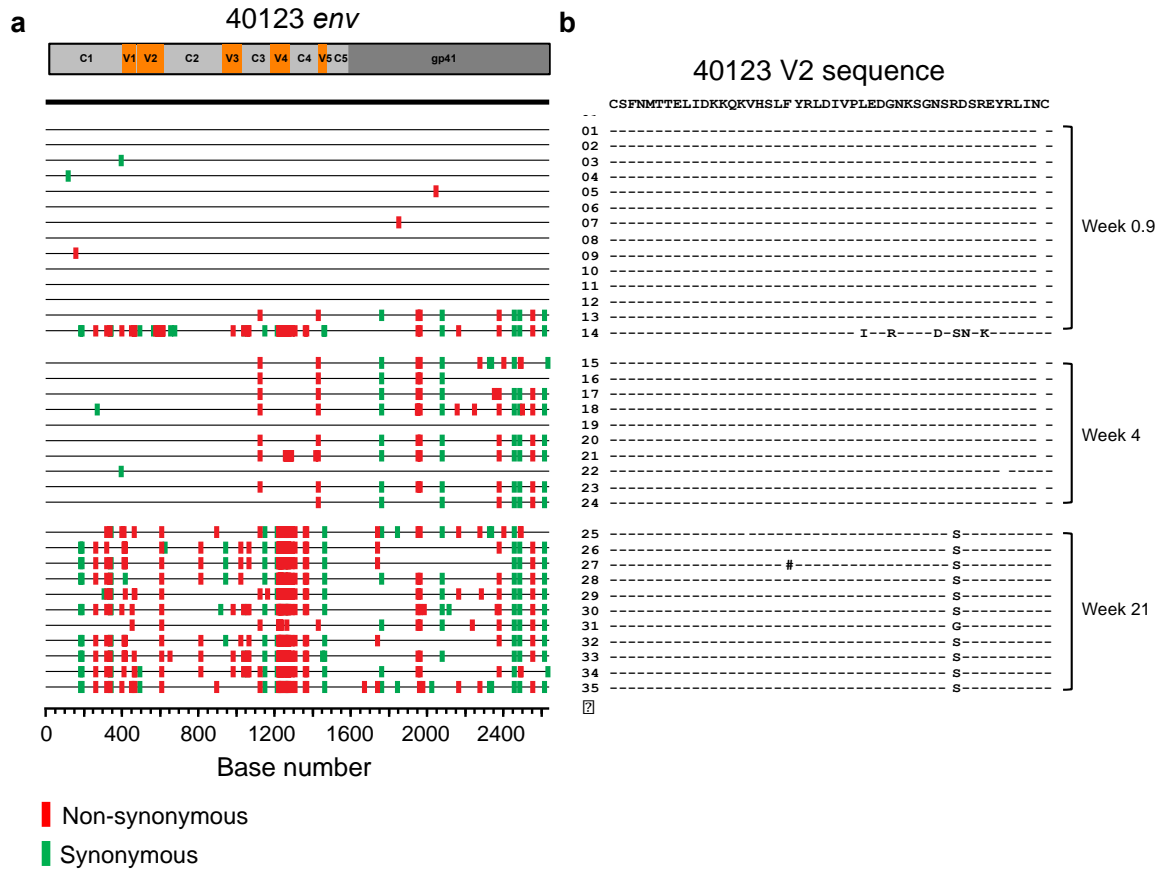 a
40123 env
C1 V1 V2 C2 V3 C3 V4 C4 V5 C5 gp41
0 400 800 1200 1600 2000 2400
Base number
Non-synonymous
Synonymous
b
40123 V2 sequence
CSFNMTTELIDKKQKVHSLFYRLDIVPLEDGNKSGNSRDSREYRLINC
01 ----------------------------------------------- -
02 ----------------------------------------------- -
03 ----------------------------------------------- -
04 ----------------------------------------------- -
05 ----------------------------------------------- -
06 ----------------------------------------------- -
07 ----------------------------------------------- -
08 ----------------------------------------------- -
09 ----------------------------------------------- -
10 ----------------------------------------------- -
11 ----------------------------------------------- -
12 ----------------------------------------------- -
13 ----------------------------------------------- -
14 ----------------------------I--R----D-SN-K-------
Week 0.9
15 ----------------------------------------------- -
16 ----------------------------------------------- -
17 ----------------------------------------------- -
18 ----------------------------------------------- -
19 ----------------------------------------------- -
20 ----------------------------------------------- -
21 ----------------------------------------------- -
22 ------------------------------------------- -----
23 ----------------------------------------------- -
24 ----------------------------------------------- -
Week 4
25 --------------------------------------S----------
26 --------------------------------------S----------
27 --------------------#-----------------S----------
28 --------------------------------------S----------
29 --------------------------------------S----------
30 --------------------------------------S----------
31 --------------------------------------G----------
32 --------------------------------------S----------
33 --------------------------------------S----------
34 --------------------------------------S----------
35 --------------------------------------S----------
Week 21